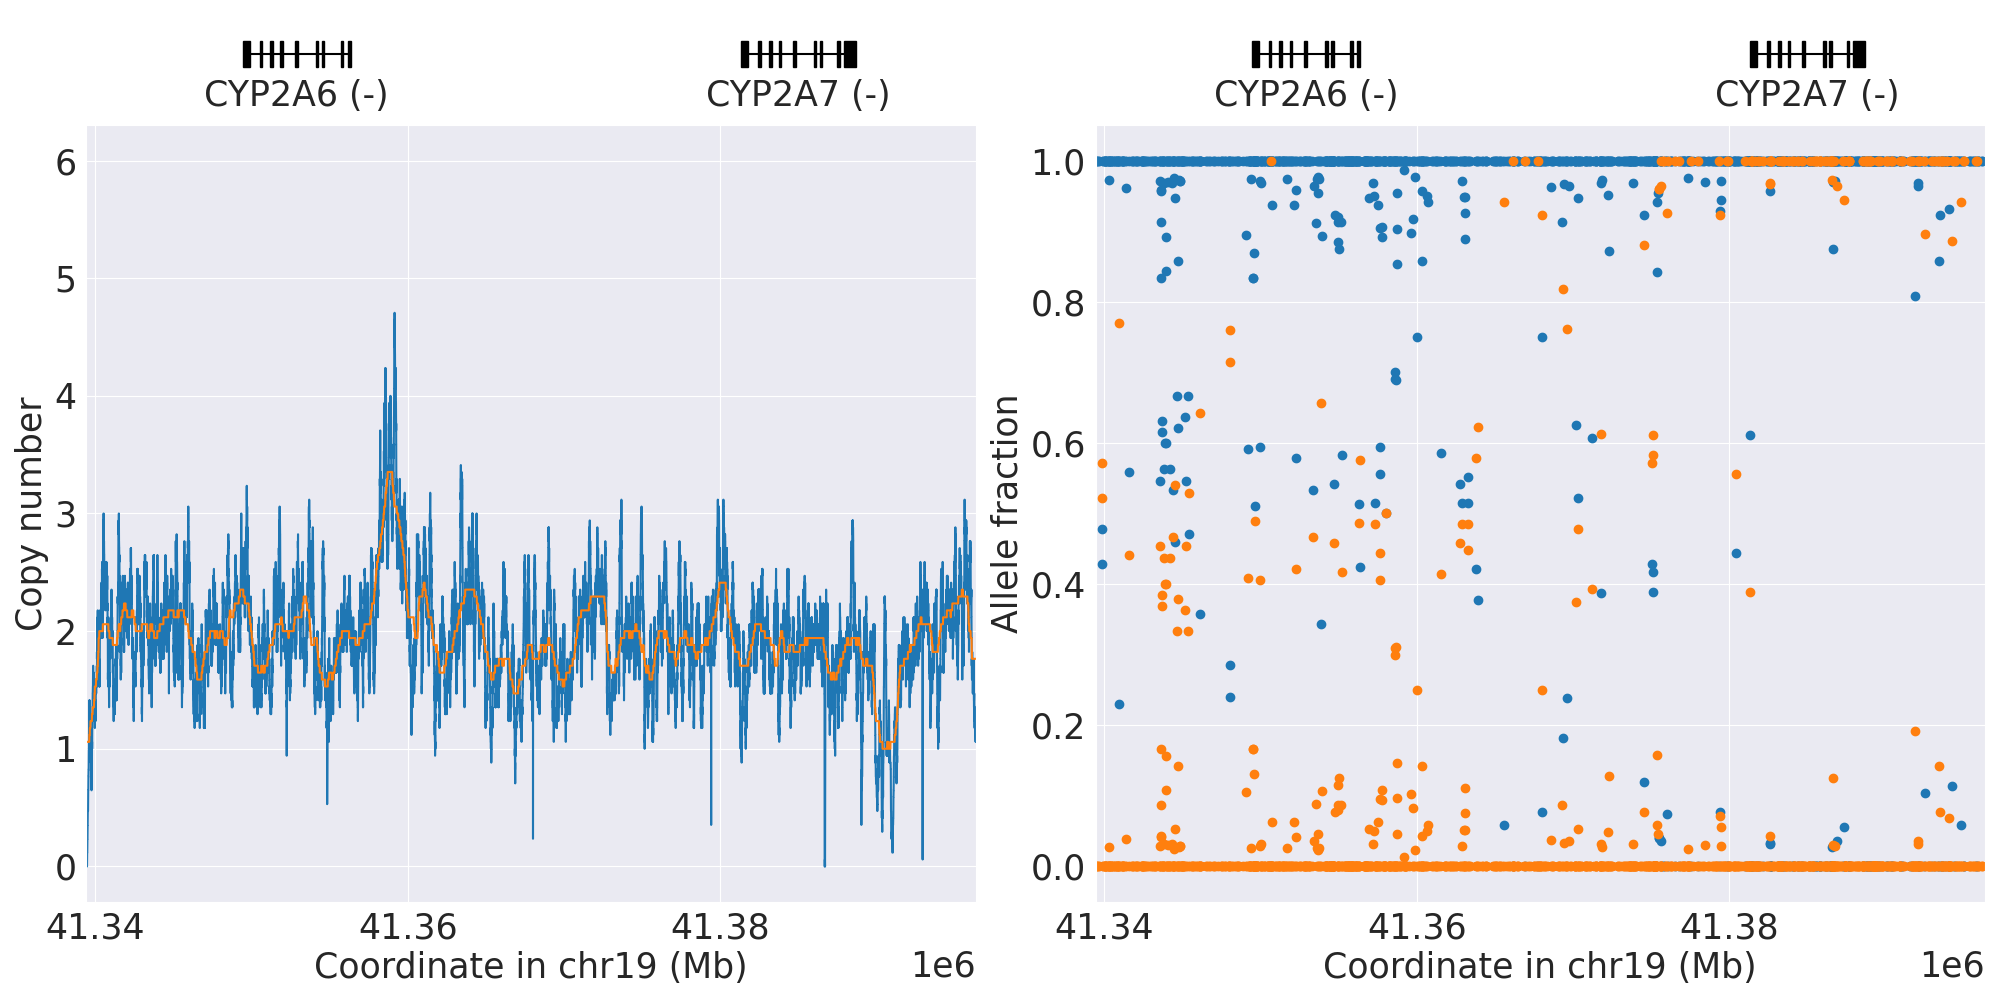 CYP2A6 (-)
CYP2A7 (-)
6
5
4
3
2
1
0
Copy number
41.34
41.36
41.38
Coordinate in chr19 (Mb)
1e6
CYP2A6 (-)
CYP2A7 (-)
1.0
0.8
0.6
0.4
0.2
0.0
Allele fraction
41.34
41.36
41.38
Coordinate in chr19 (Mb)
1e6